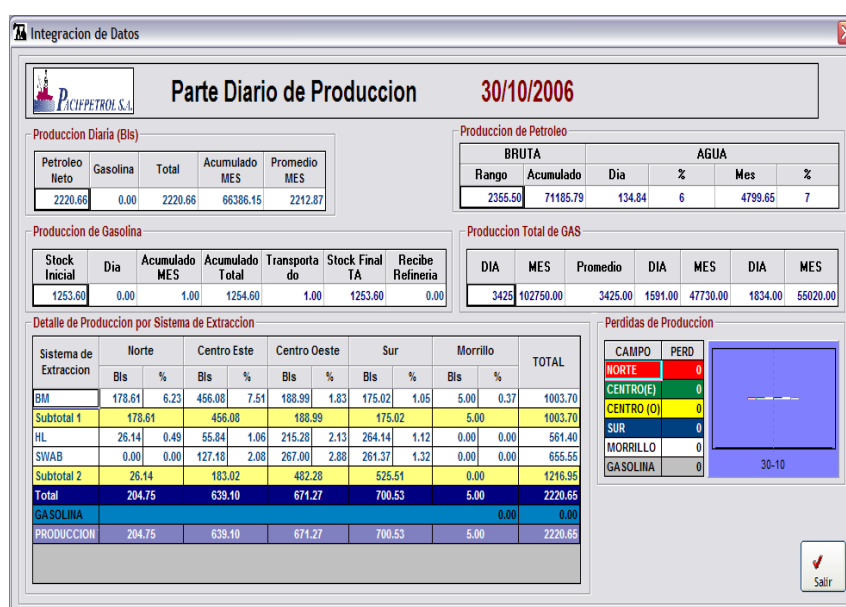 Integracion de Datos
PACIFPETROL S.A.
Parte Diario de Produccion 30/10/2006
Produccion Diaria (Bls)
Petroleo Neto Gasolina Total Acumulado MES Promedio MES
2220.66 0.00 2220.66 66386.15 2212.87
Produccion de Petroleo
BRUTA AGUA
Rango Acumulado Dia % Mes %
2355.50 71185.79 134.84 6 4799.65 7
Produccion de Gasolina
Stock Inicial Dia Acumulado MES Acumulado Total Transporta do Stock Final TA Recibe Refineria
1253.60 0.00 1.00 1254.60 1.00 1253.60 0.00
Produccion Total de GAS
DIA MES Promedio DIA MES DIA MES
3425 102750.00 3425.00 1591.00 47730.00 1834.00 55020.00
Detalle de Produccion por Sistema de Extraccion
Sistema de Extraccion Norte Centro Este Centro Oeste Sur Morrillo TOTAL
Bls % Bls % Bls % Bls % Bls %
BM 178.61 6.23 456.08 7.51 188.99 1.83 175.02 1.05 5.00 0.37 1003.70
Subtotal 1 178.61 456.08 188.99 175.02 5.00 1003.70
HL 26.14 0.49 55.84 1.06 215.28 2.13 264.14 1.12 0.00 0.00 561.40
SWAB 0.00 0.00 127.18 2.08 267.00 2.88 261.37 1.32 0.00 0.00 655.55
Subtotal 2 26.14 183.02 482.28 525.51 0.00 1216.95
Total 204.75 639.10 671.27 700.53 5.00 2220.65
GASOLINA 0.00 0.00
PRODUCCION 204.75 639.10 671.27 700.53 5.00 2220.65
Perdidas de Produccion
CAMPO PERD
NORTE 0
CENTRO(E) 0
CENTRO (O) 0
SUR 0
MORRILLO 0
GASOLINA 0
30-10
Salir